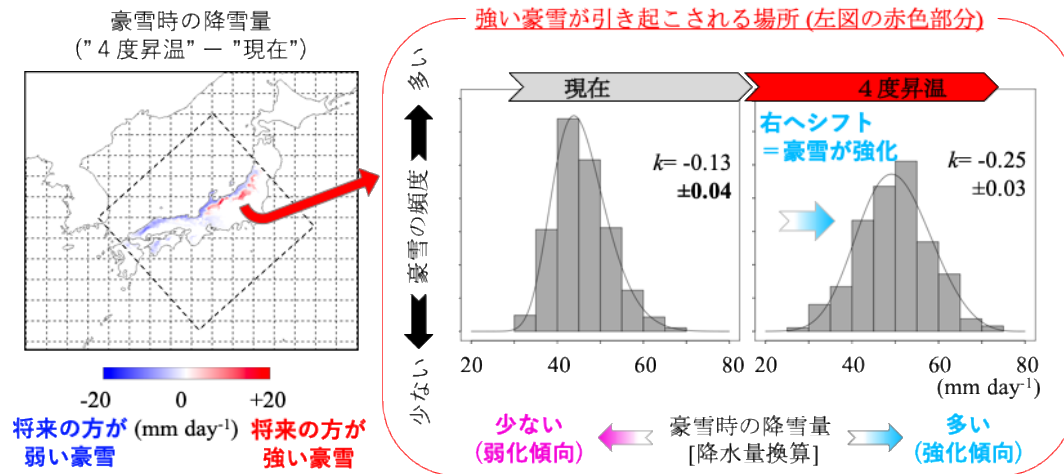 豪雪時の降雪量
(”４度昇温” ー ”現在”)
-20
0
+20
将来の方が
弱い豪雪
(mm day-1)
将来の方が
強い豪雪
強い豪雪が引き起こされる場所 (左図の赤色部分)
多い
豪雪の頻度
少ない
現在
k= -0.13
±0.04
20 40 60 80
４度昇温
右へシフト
＝豪雪が強化
k= -0.25
±0.03
20 40 60 80
(mm day-1)
少ない
(弱化傾向)
豪雪時の降雪量
[降水量換算]
多い
(強化傾向)